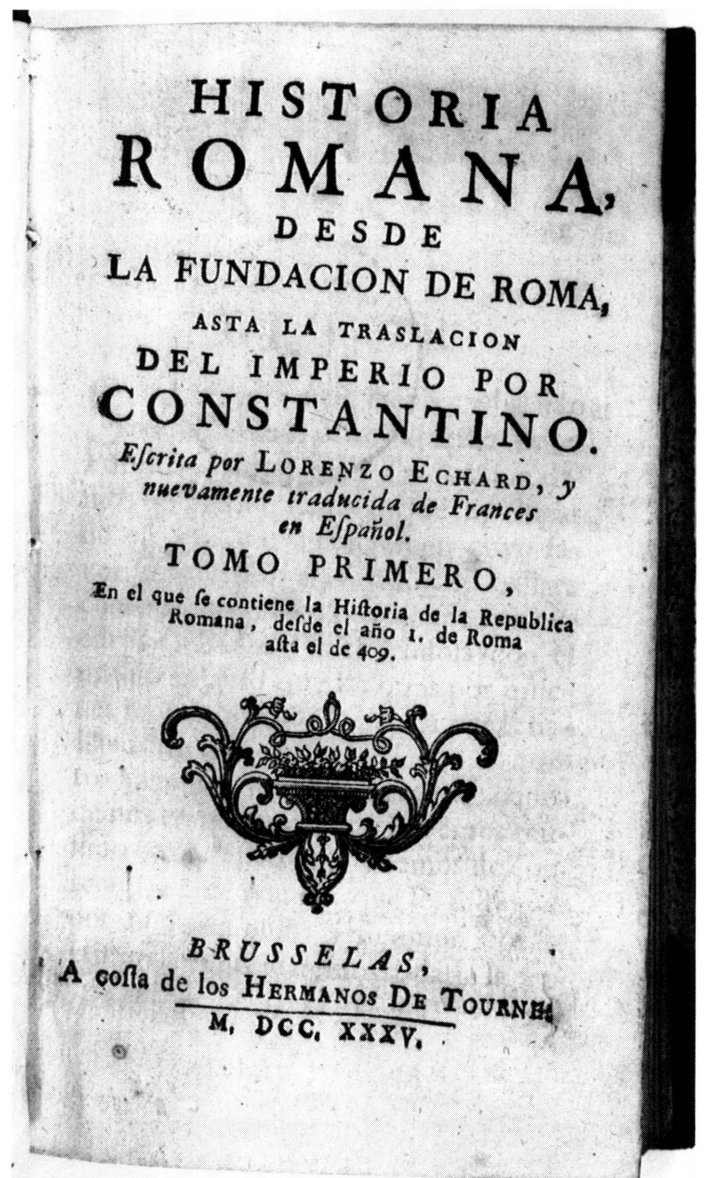 HISTORIA
ROMANA,
DESDE
LA FUNDACION DE ROMA,
ASTA LA TRASLACION
DEL IMPERIO POR
CONSTANTINO.
Eſcrita por LORENZO ECHARD, y
nuevamente traducida de Frances
en Eſpañol.
TOMO PRIMERO,
En el que ſe contiene la Hiſtoria de la Republica
Romana, deſde el año 1. de Roma
aſta el de 409.
BRUSSELAS,
A coſta de los HERMANOS DE TOURNES
M. DCC. XXXV.